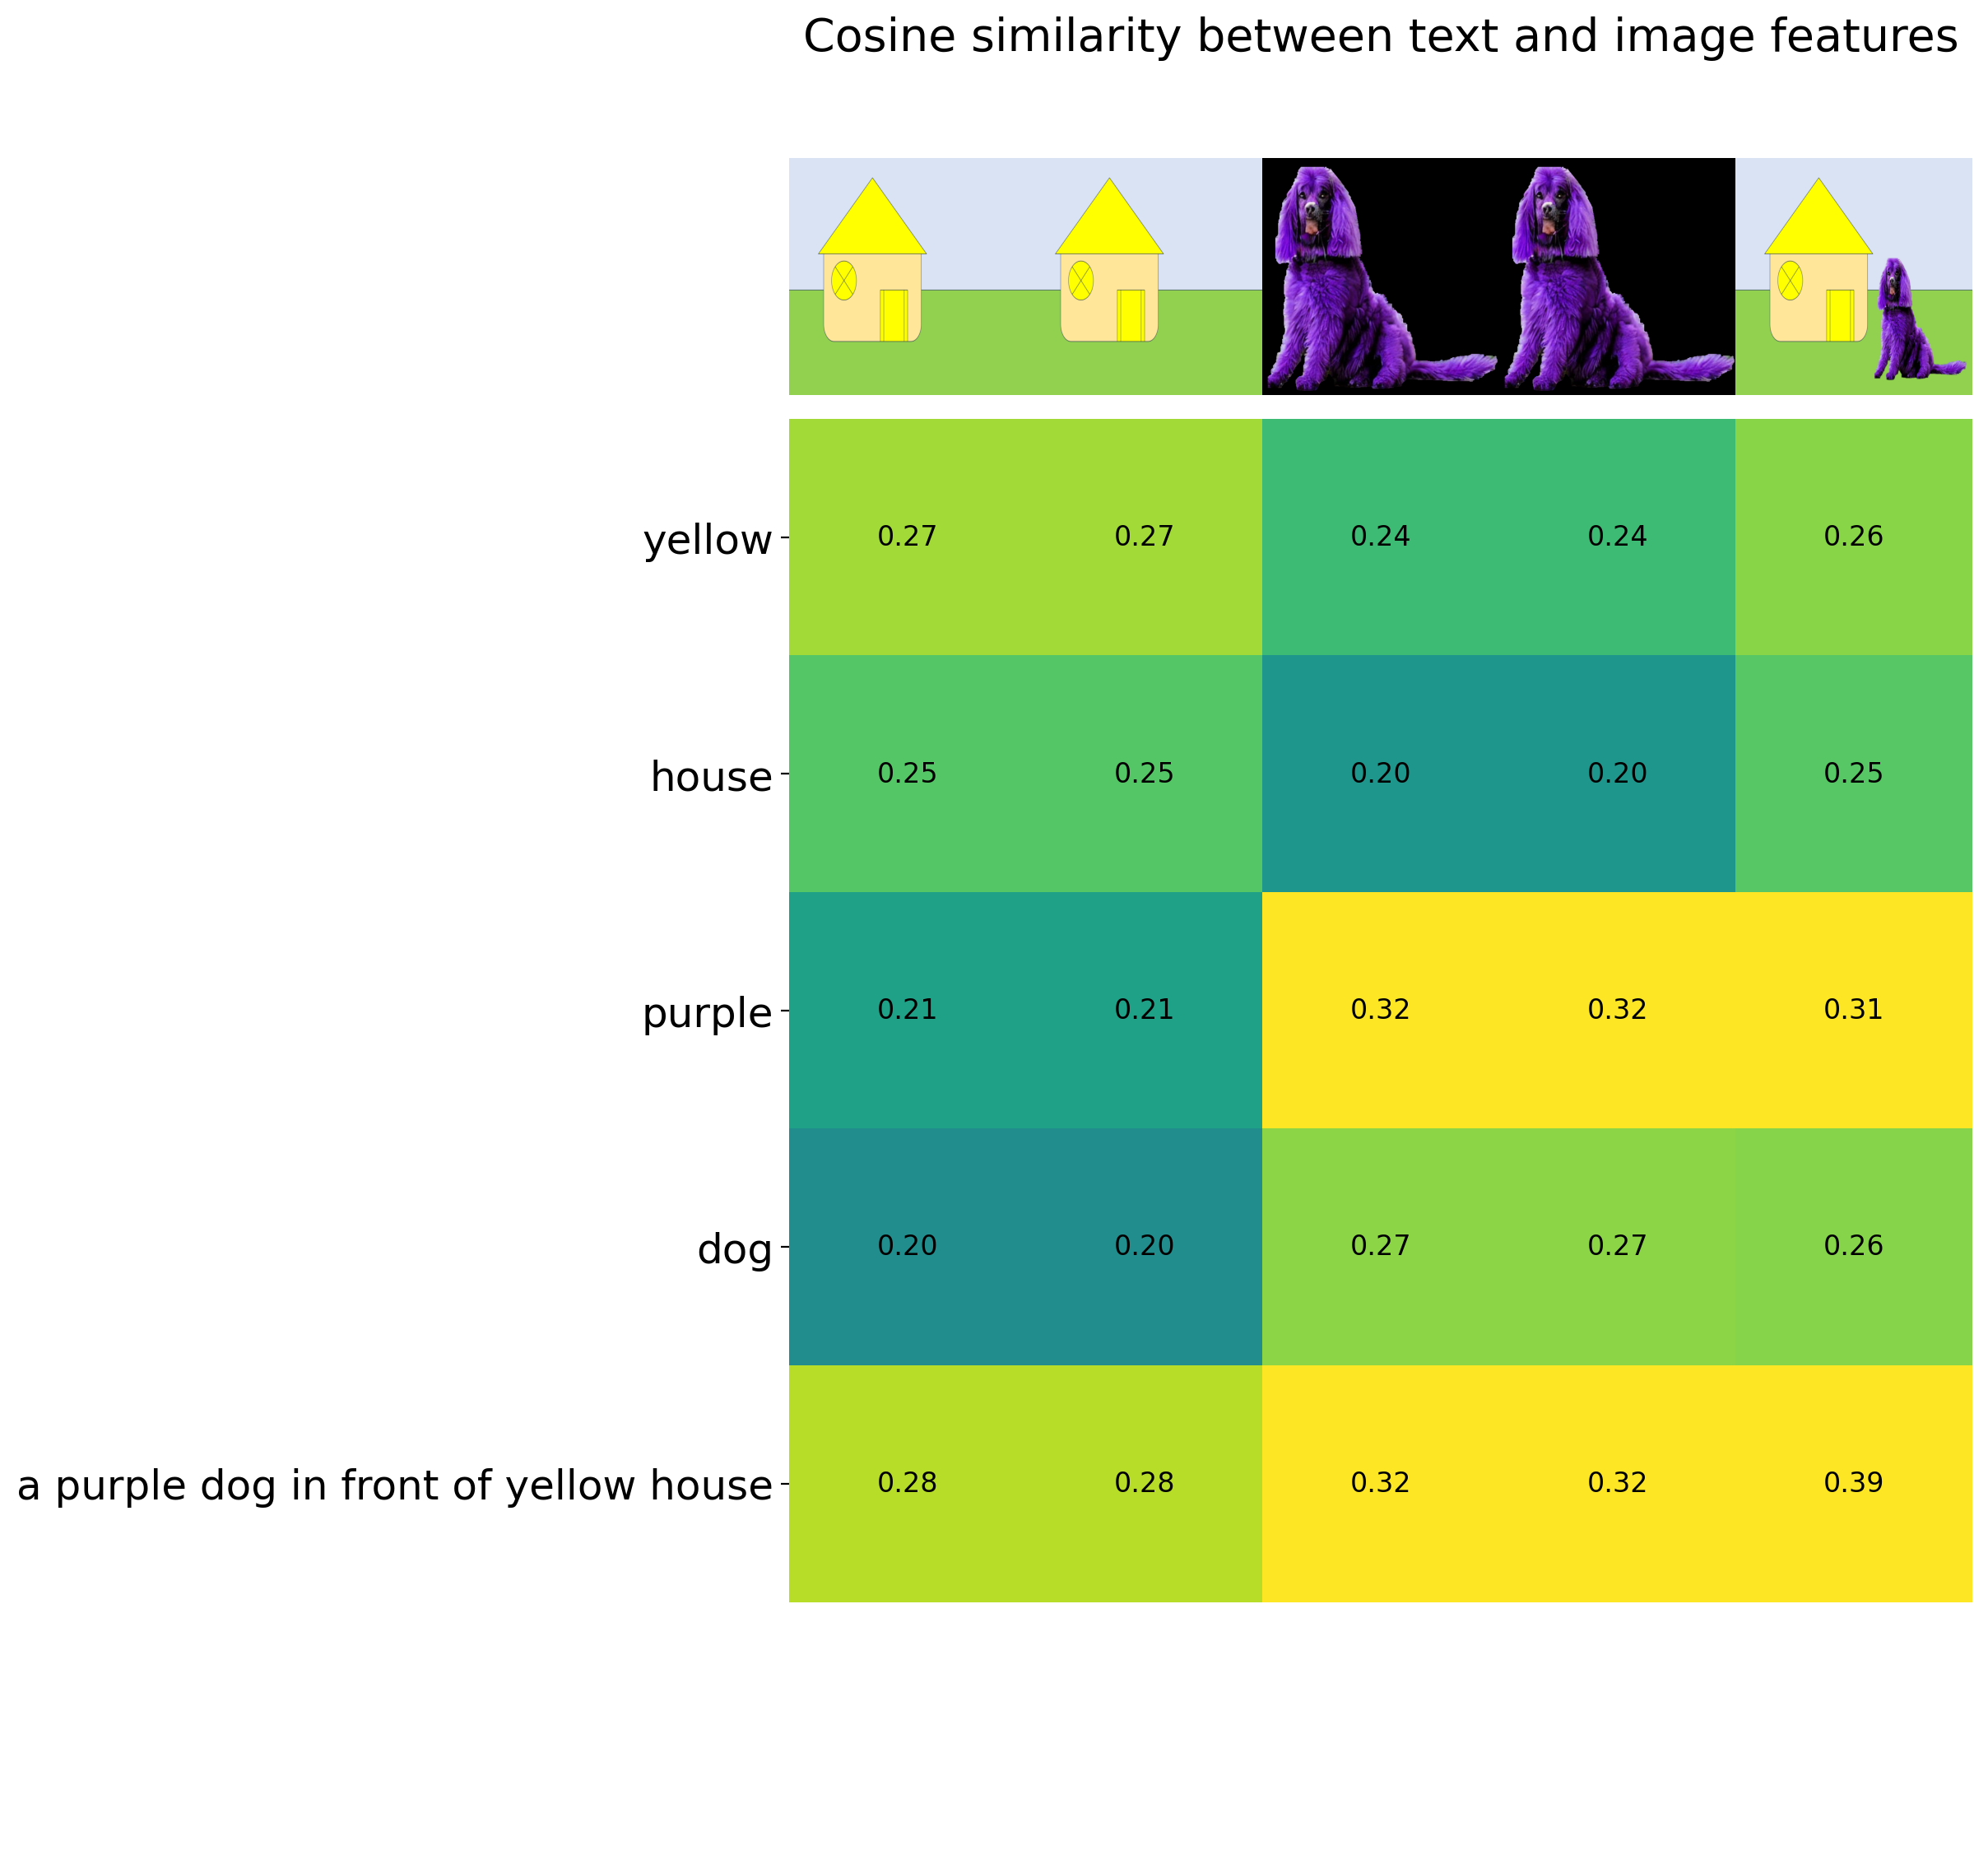 Cosine similarity between text and image features
yellow 0.27 0.27 0.24 0.24 0.26
house 0.25 0.25 0.20 0.20 0.25
purple 0.21 0.21 0.32 0.32 0.31
dog 0.20 0.20 0.27 0.27 0.26
a purple dog in front of yellow house 0.28 0.28 0.32 0.32 0.39